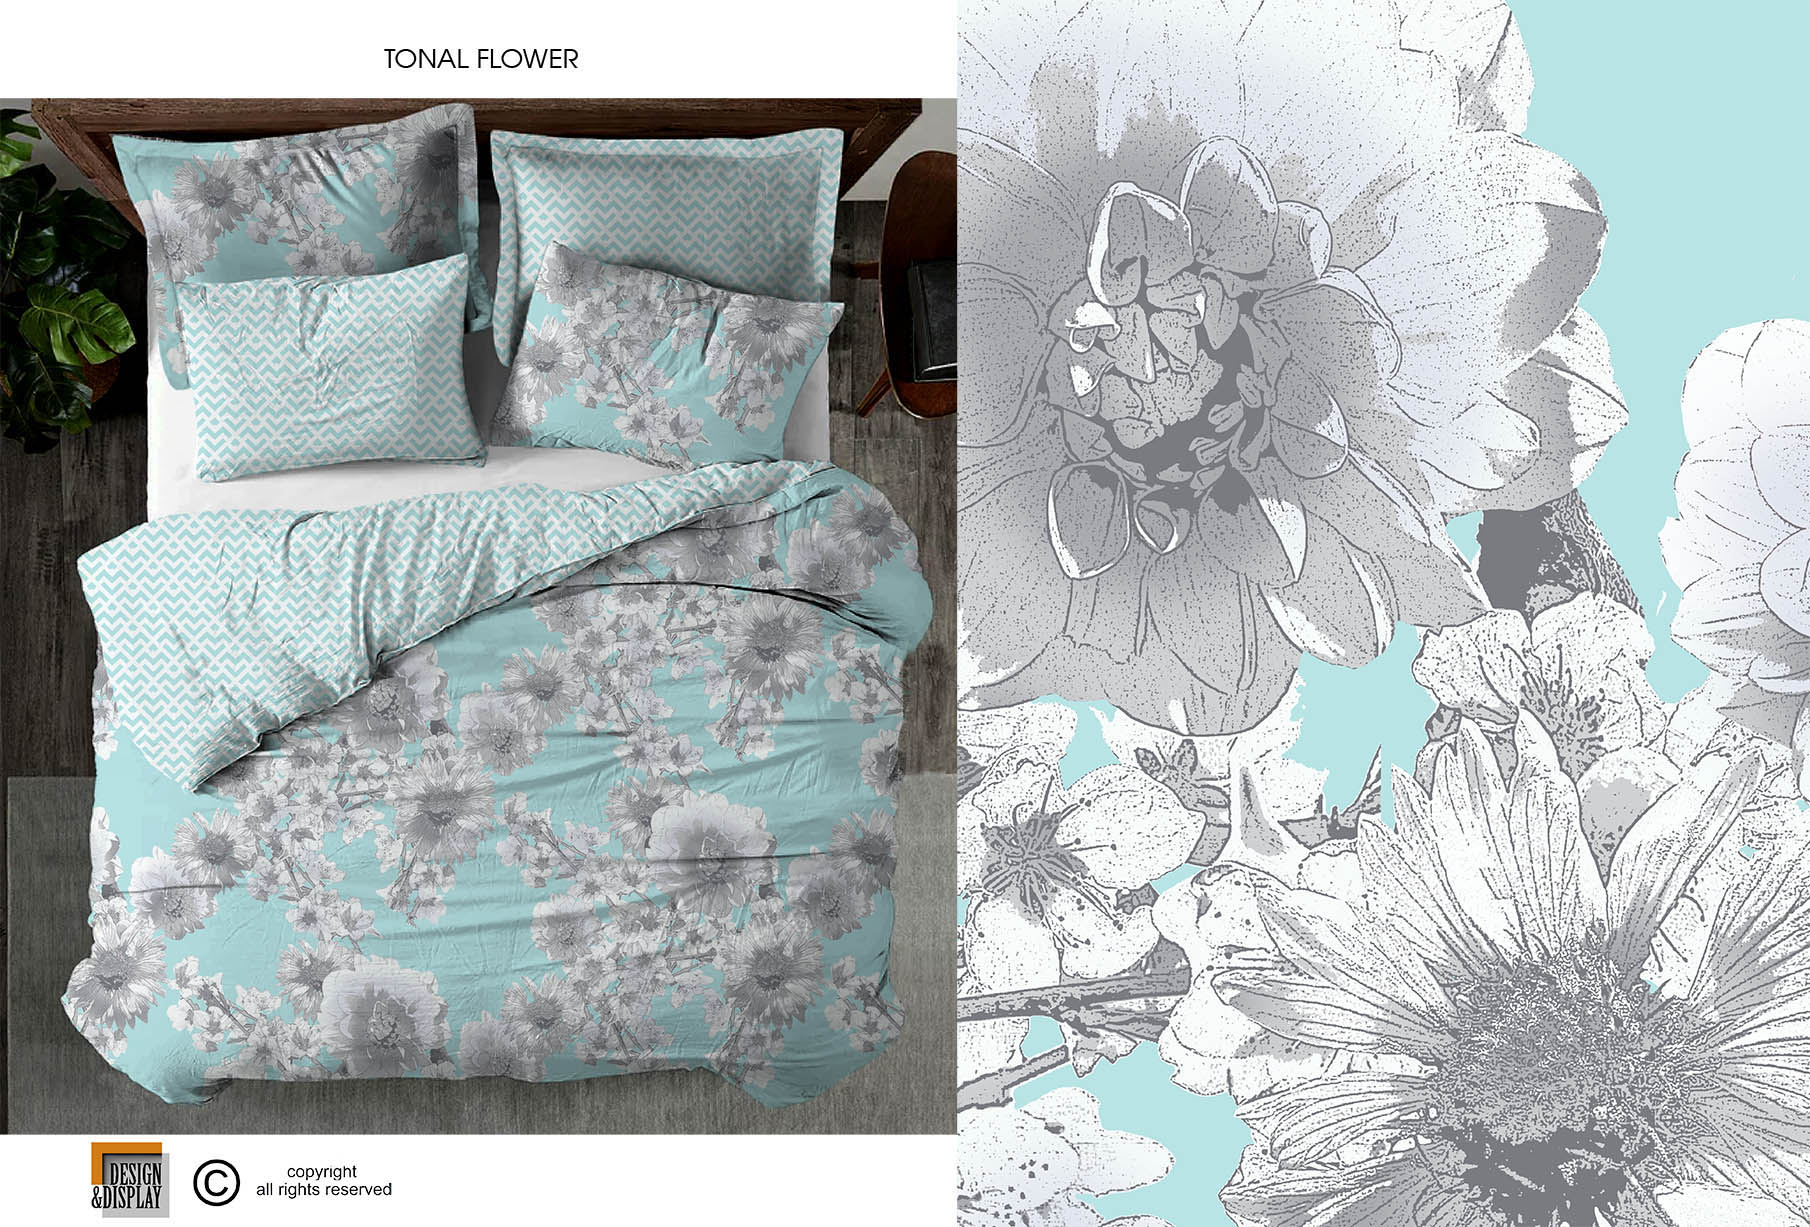 TONAL FLOWER
DESIGN
&DISPLAY
©
copyright
all rights reserved